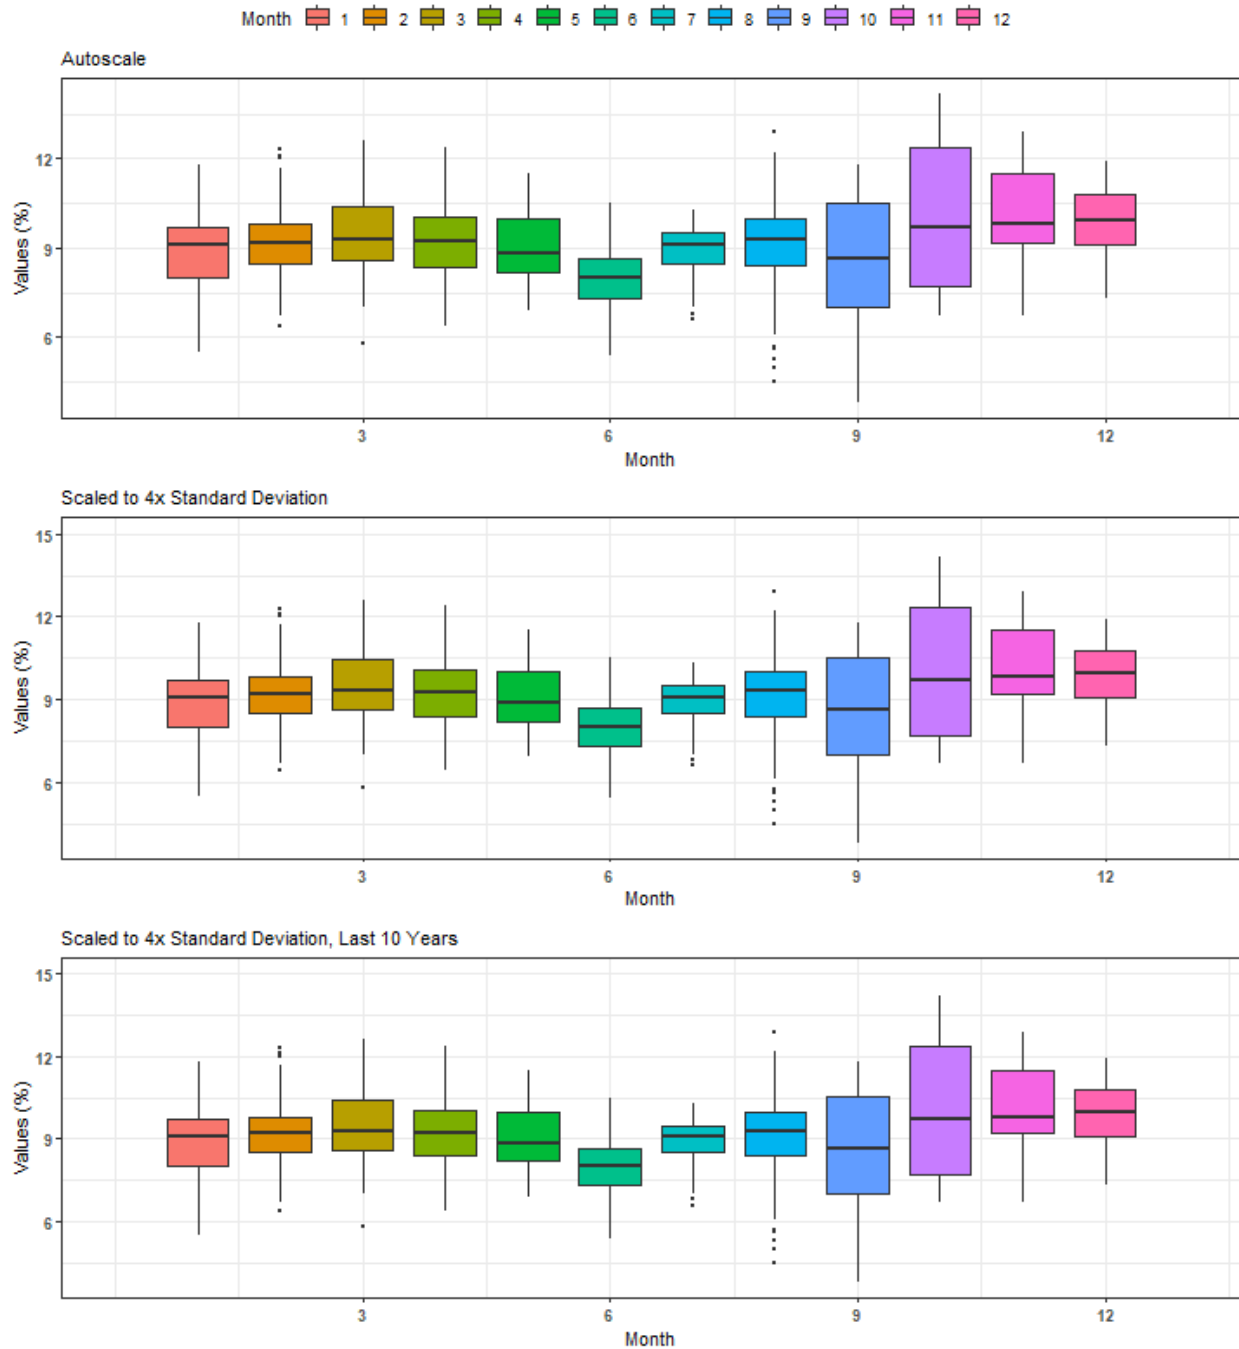 Month 1 2 3 4 5 6 7 8 9 10 11 12
Autoscale
12
9
6
Values (%)
3 6 9 12
Month
Scaled to 4x Standard Deviation
15
12
9
6
Values (%)
3 6 9 12
Month
Scaled to 4x Standard Deviation, Last 10 Years
15
12
9
6
Values (%)
3 6 9 12
Month